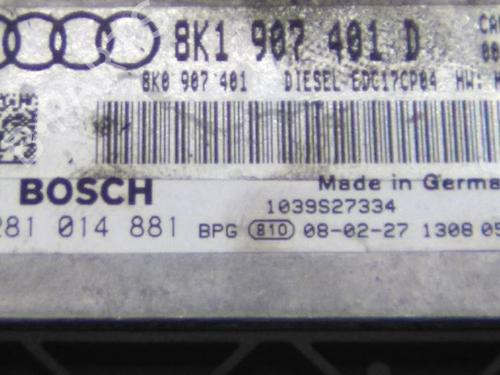 8K1 907 401 D
8K0 907 401 DIESEL EDC17CP04 HW:
BOSCH
Made in Germa
1039S27334
281 014 881 BPG 810 08-02-27 1308 05